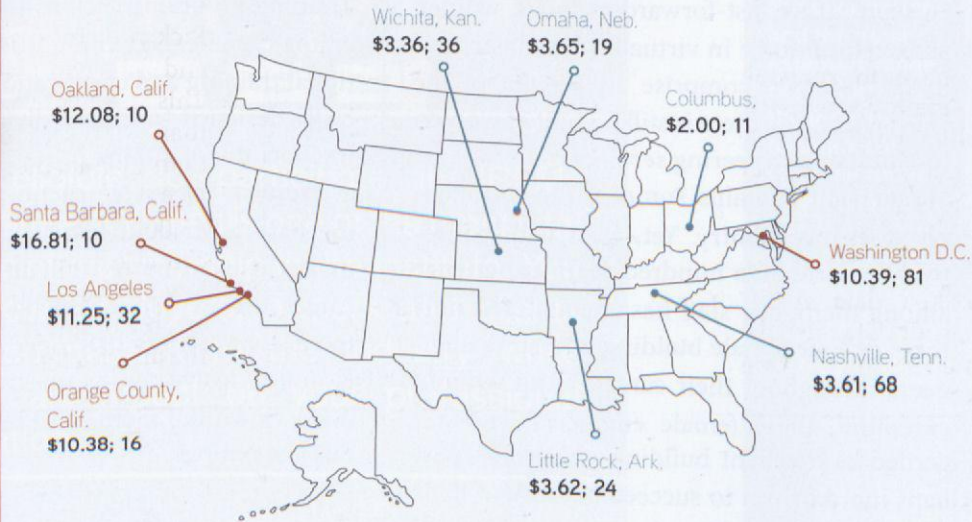 Wichita, Kan.
$3.36; 36
Omaha, Neb.
$3.65; 19
Oakland, Calif.
$12.08; 10
Columbus,
$2.00; 11
Santa Barbara, Calif.
$16.81; 10
Los Angeles
$11.25; 32
Washington D.C.
$10.39; 81
Orange County,
Calif.
$10.38; 16
Nashville, Tenn.
$3.61; 68
Little Rock, Ark.
$3.62; 24